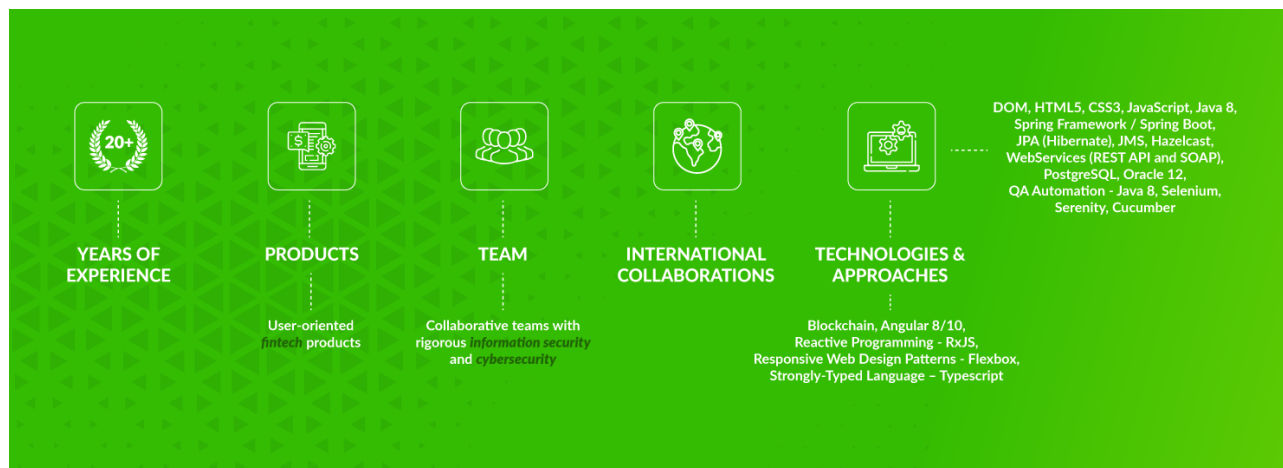 20+
YEARS OF
EXPERIENCE
$
PRODUCTS
User-oriented
fintech products
TEAM
Collaborative teams with
rigorous information security
and cybersecurity
INTERNATIONAL
COLLABORATIONS
TECHNOLOGIES &
APPROACHES
Blockchain, Angular 8/10,
Reactive Programming - RxJS,
Responsive Web Design Patterns - Flexbox,
Strongly-Typed Language – Typescript
DOM, HTML5, CSS3, JavaScript, Java 8,
Spring Framework / Spring Boot,
JPA (Hibernate), JMS, Hazelcast,
WebServices (REST API and SOAP),
PostgreSQL, Oracle 12,
QA Automation - Java 8, Selenium,
Serenity, Cucumber